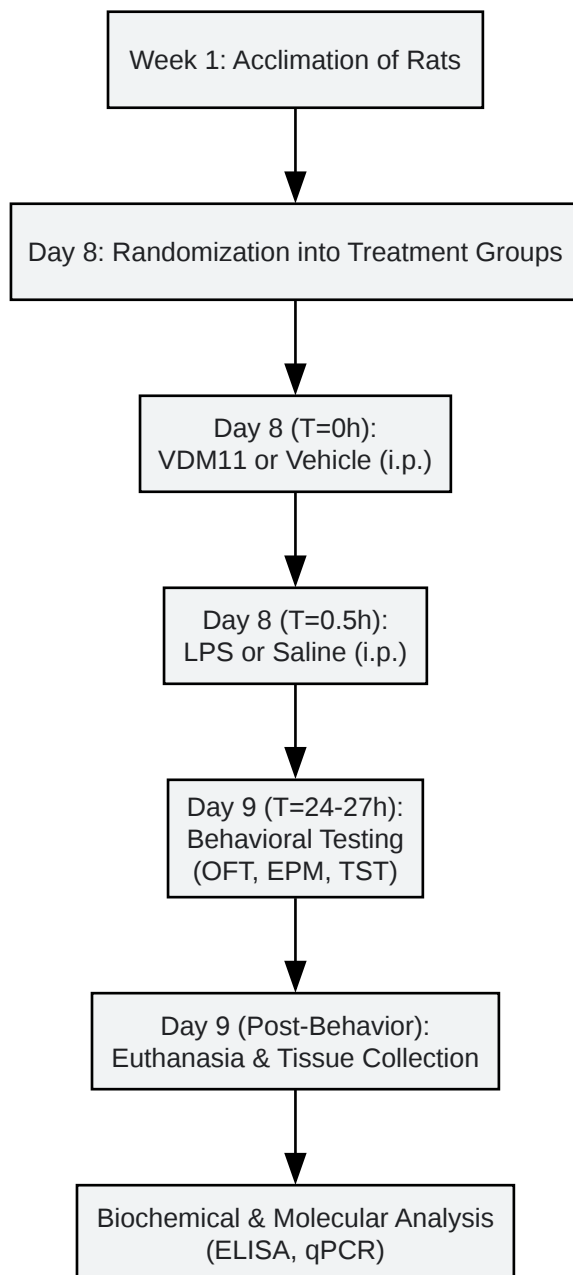 Week 1: Acclimation of Rats
Day 8: Randomization into Treatment Groups
Day 8 (T=0h):
VDM11 or Vehicle (i.p.)
Day 8 (T=0.5h):
LPS or Saline (i.p.)
Day 9 (T=24-27h):
Behavioral Testing
(OFT, EPM, TST)
Day 9 (Post-Behavior):
Euthanasia & Tissue Collection
Biochemical & Molecular Analysis
(ELISA, qPCR)